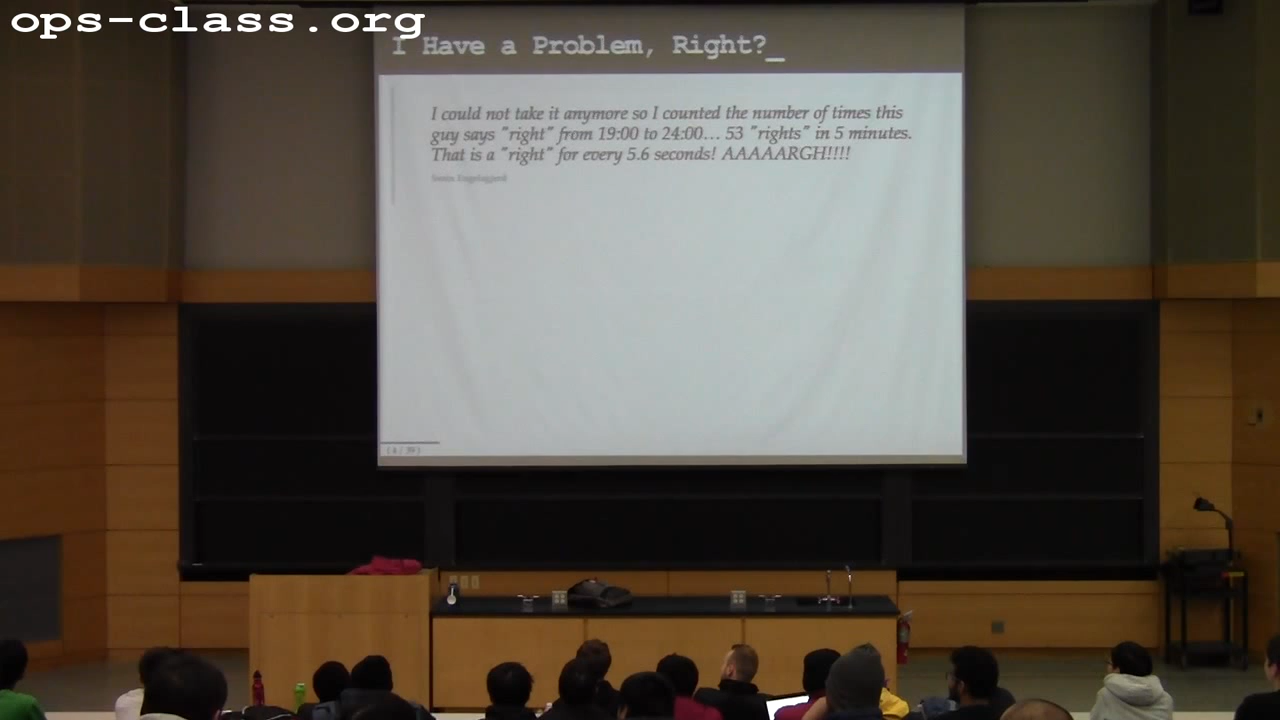 ops-class.org
I Have a Problem, Right?_
I could not take it anymore so I counted the number of times this
guy says "right" from 19:00 to 24:00... 53 "rights" in 5 minutes.
That is a "right" for every 5.6 seconds! AAAAARGH!!!!